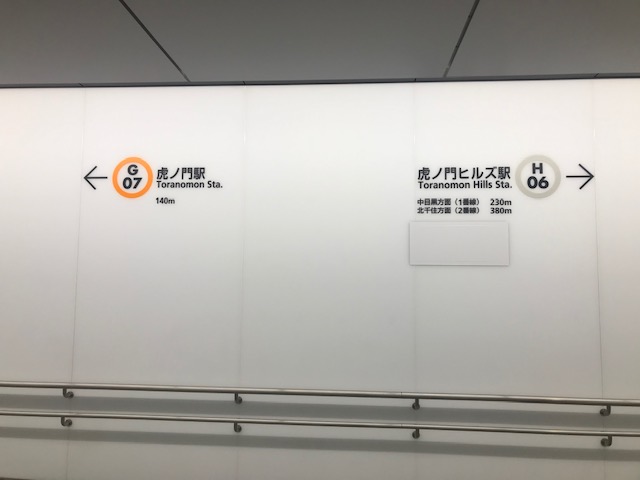 G
07
虎ノ門駅
Toranomon Sta.
140m
虎ノ門ヒルズ駅
Toranomon Hills Sta.
H
06
中目黒方面（1番線） 230m
北千住方面（2番線） 380m